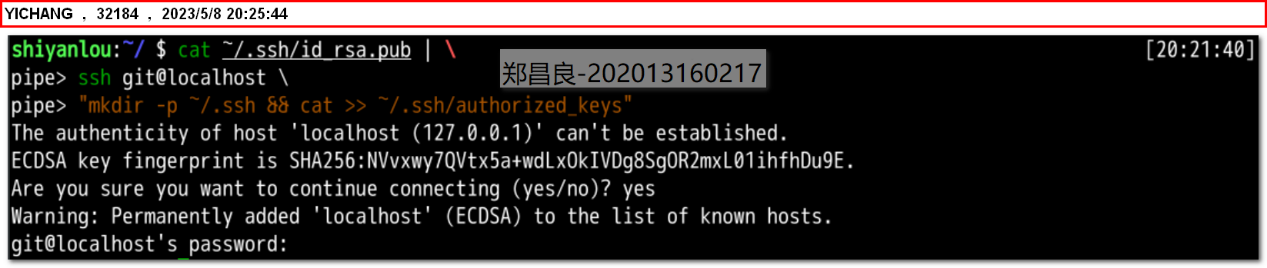 YICHANG , 32184 , 2023/5/8 20:25:44
shiyanlou:~/ $ cat ~/.ssh/id_rsa.pub | \ [20:21:40]
郑昌良-202013160217
pipe> ssh git@localhost \
pipe> "mkdir -p ~/.ssh && cat >> ~/.ssh/authorized_keys"
The authenticity of host 'localhost (127.0.0.1)' can't be established.
ECDSA key fingerprint is SHA256:NVvxwy7QVtx5a+wdLxOkIVDg8SgOR2mxL01ihfhDu9E.
Are you sure you want to continue connecting (yes/no)? yes
Warning: Permanently added 'localhost' (ECDSA) to the list of known hosts.
git@localhost's password: